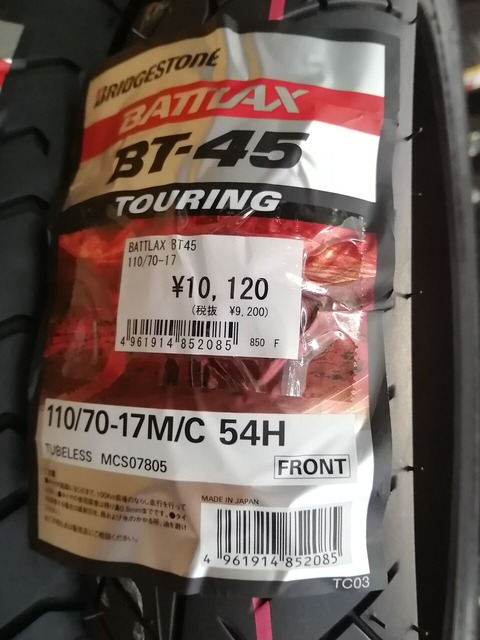 BRIDGESTONE
BATTLAX
BT-45
TOURING
BATTLAX BT45
110/70-17
¥10,120
(税抜 ¥9,200)
4 961914 852085 850 F
110/70-17M/C 54H
TUBELESS MCS07805
FRONT
MADE IN JAPAN
4 961914 852085
TC03